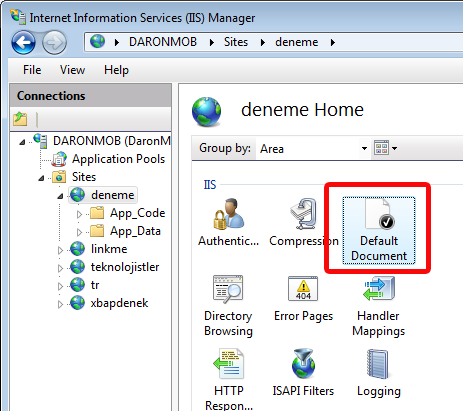 Internet Information Services (IIS) Manager
DARONMOB Sites deneme
File View Help
Connections
DARONMOB (DaronM
Application Pools
Sites
deneme
App_Code
App_Data
linkme
teknolojistler
tr
xbapdenek
deneme Home
Group by: Area
IIS
Authentic...
Compression
Default
Document
Directory
Browsing
Error Pages
404
Handler
Mappings
HTTP
Respon...
ISAPI Filters
Logging